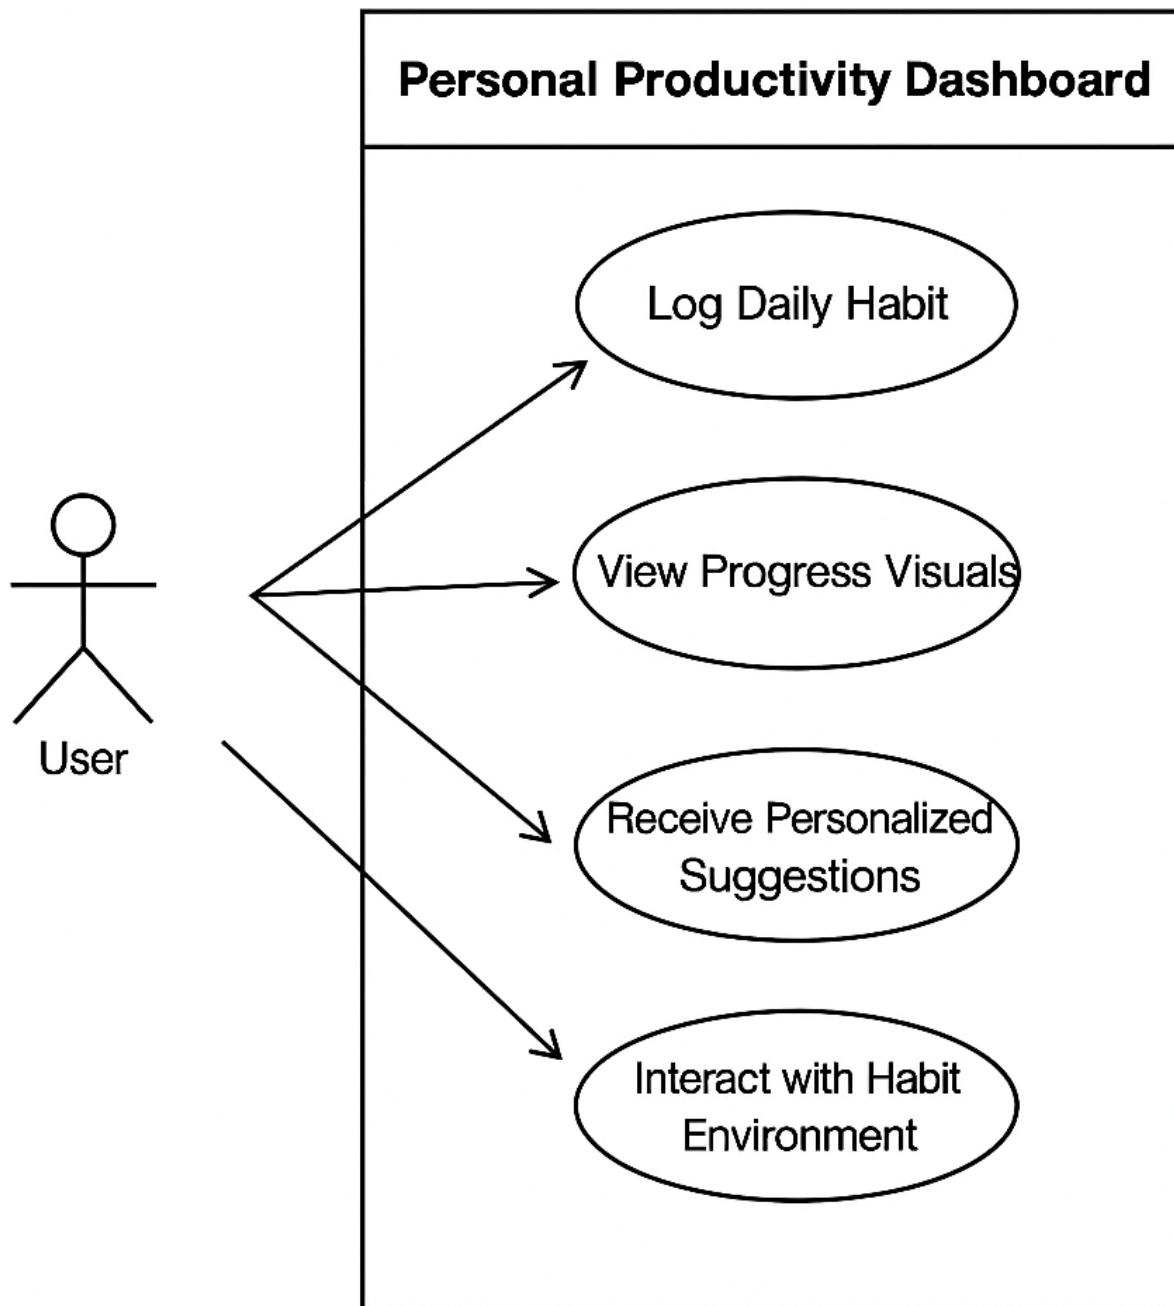 Personal Productivity Dashboard
Log Daily Habit
View Progress Visuals
User
Receive Personalized
Suggestions
Interact with Habit
Environment